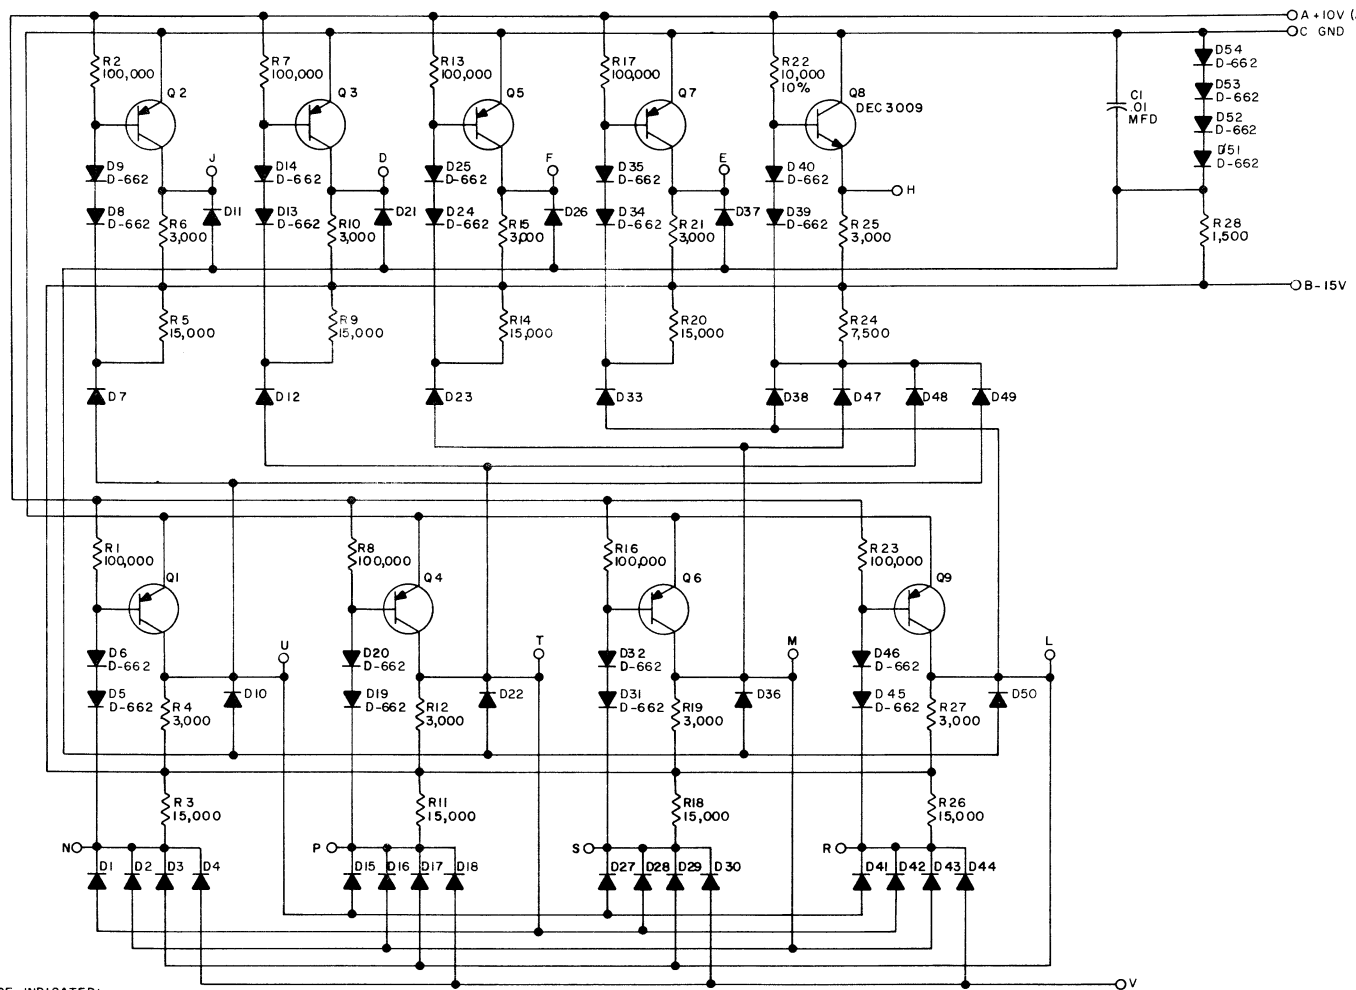 A +10V (
C GND
R2
100,000
Q2
R7
100,000
Q3
R13
100,000
Q5
R17
100,000
Q7
R22
10,000
10%
Q8
DEC3009
C1
.01
MFD
D54
D-662
D53
D-662
D52
D-662
D51
D-662
D9
D-662
J
D14
D-662
D
D25
D-662
F
D35
D-662
E
D40
D-662
H
D8
D-662
R6
3,000
D11
D13
D-662
R10
3,000
D21
D24
D-662
R15
3,000
D26
D34
D-662
R21
3,000
D37
D39
D-662
R25
3,000
R28
1,500
B-15V
R5
15,000
R9
15,000
R14
15,000
R20
15,000
R24
7,500
D7
D12
D23
D33
D38
D47
D48
D49
R1
100,000
Q1
R8
100,000
Q4
R16
100,000
Q6
R23
100,000
Q9
D6
D-662
U
D20
D-662
T
D32
D-662
M
D46
D-662
L
D5
D-662
R4
3,000
D10
D19
D-662
R12
3,000
D22
D31
D-662
R19
3,000
D36
D45
D-662
R27
3,000
D50
R3
15,000
R11
15,000
R18
15,000
R26
15,000
N
D1
D2
D3
D4
P
D15
D16
D17
D18
S
D27
D28
D29
D30
R
D41
D42
D43
D44
V